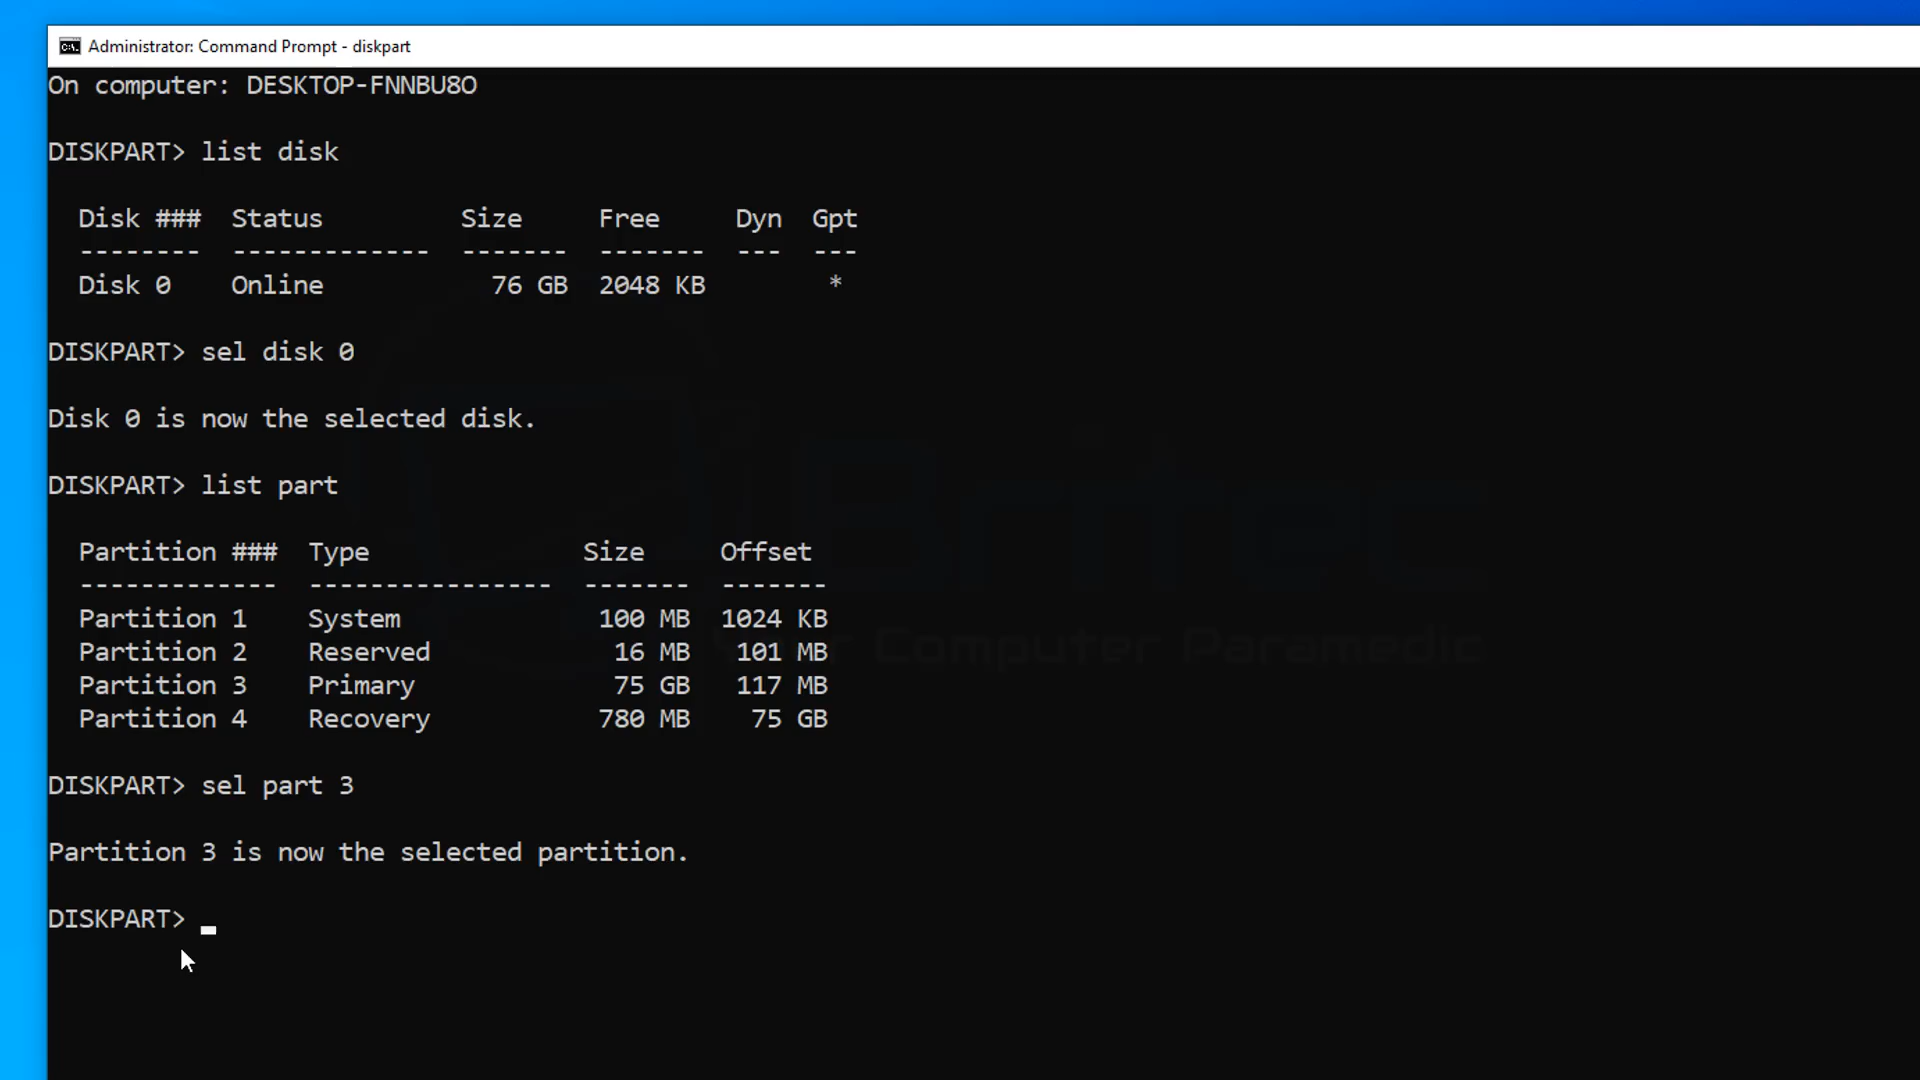 Administrator: Command Prompt - diskpart
On computer: DESKTOP-FNNBU8O
DISKPART> list disk
Disk ### Status Size Free Dyn Gpt
-------- ------------- ------- ------- --- ---
Disk 0 Online 76 GB 2048 KB *
DISKPART> sel disk 0
Disk 0 is now the selected disk.
DISKPART> list part
Partition ### Type Size Offset
------------- ---------------- ------- -------
Partition 1 System 100 MB 1024 KB
Partition 2 Reserved 16 MB 101 MB
Partition 3 Primary 75 GB 117 MB
Partition 4 Recovery 780 MB 75 GB
DISKPART> sel part 3
Partition 3 is now the selected partition.
DISKPART>
Britec
Computer Paramedic